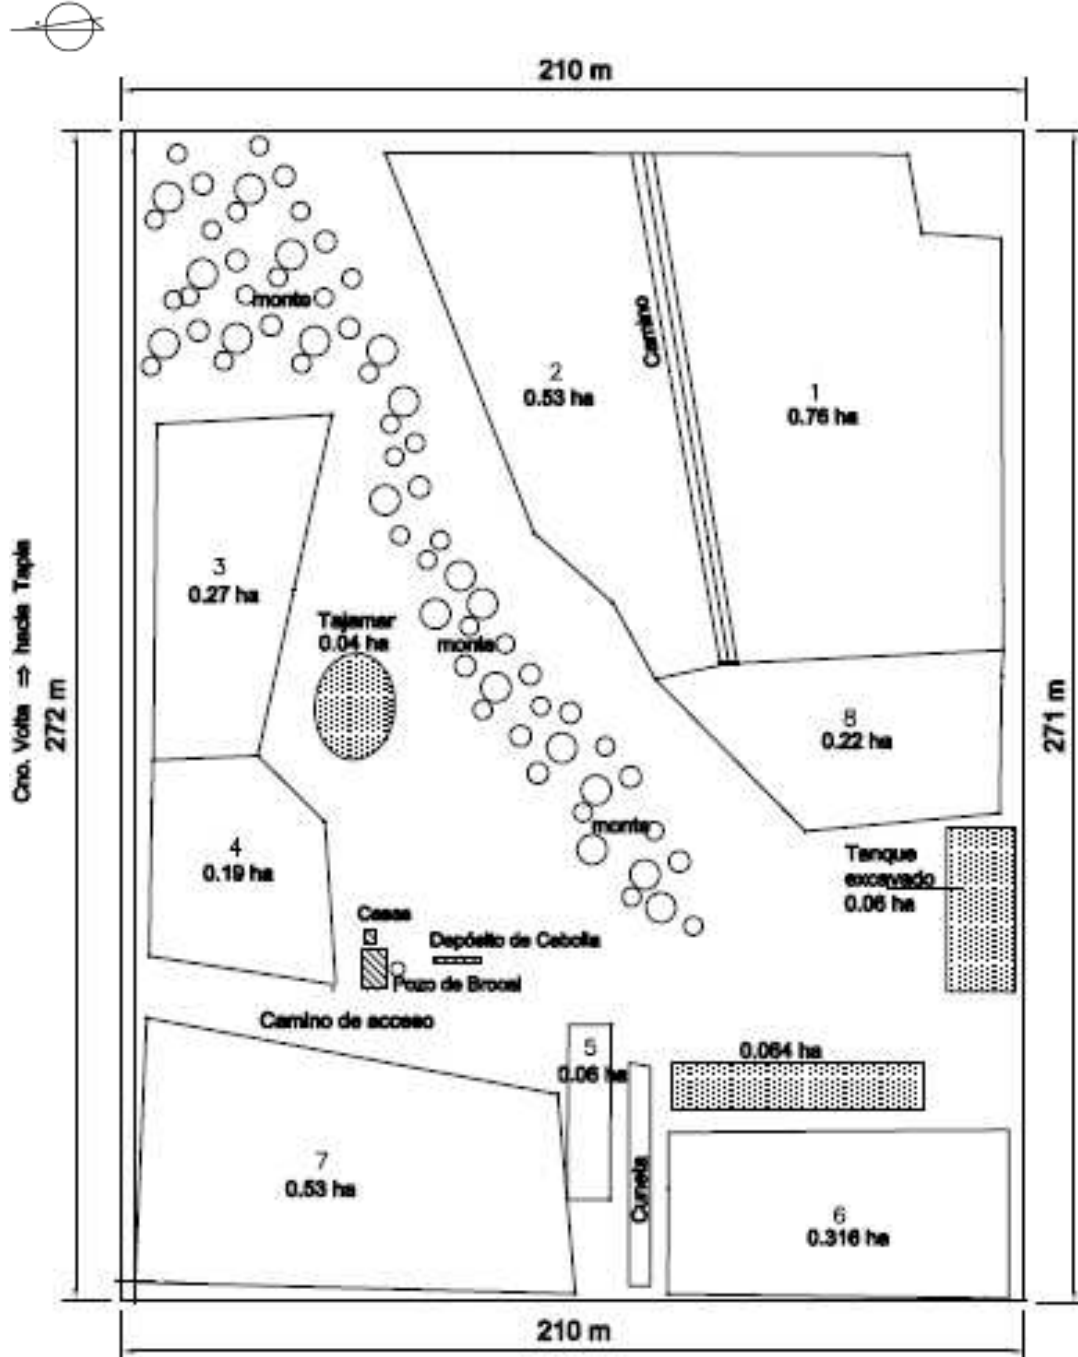 210 m
monte
Camino
2
0.53 ha
1
0.76 ha
3
0.27 ha
Tajamar
0.04 ha
monte
Cno. Volta ⇒ hacia Tapia
272 m
271 m
8
0.22 ha
monte
4
0.19 ha
Tanque
excavado
0.06 ha
Casas
Depósito de Cebolla
Pozo de Brocal
Camino de acceso
5
0.06 ha
0.064 ha
7
0.53 ha
Cuneta
6
0.316 ha
210 m